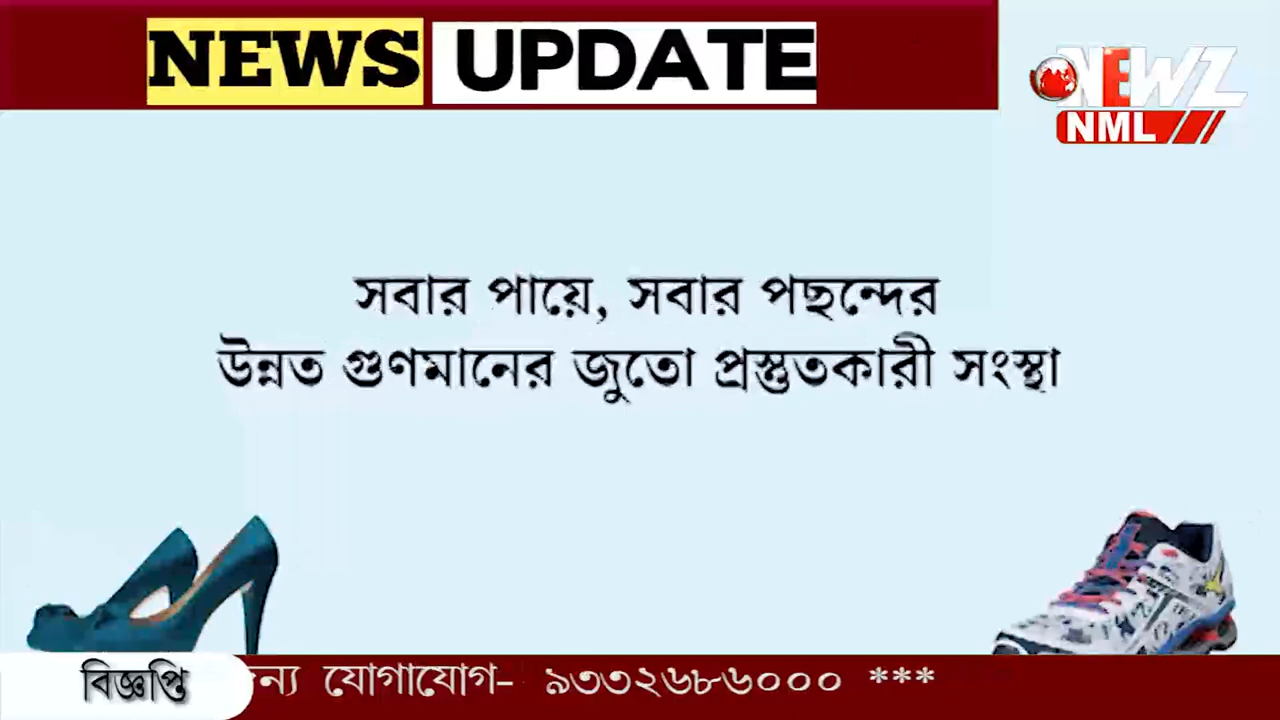 NEWS UPDATE
NEWZ
NML
সবার পায়ে, সবার পছন্দের
উন্নত গুণমানের জুতো প্রস্তুতকারী সংস্থা
বিজ্ঞপ্তি
যোগাযোগ- ৯৩৩২৬৮৬০০০ ***